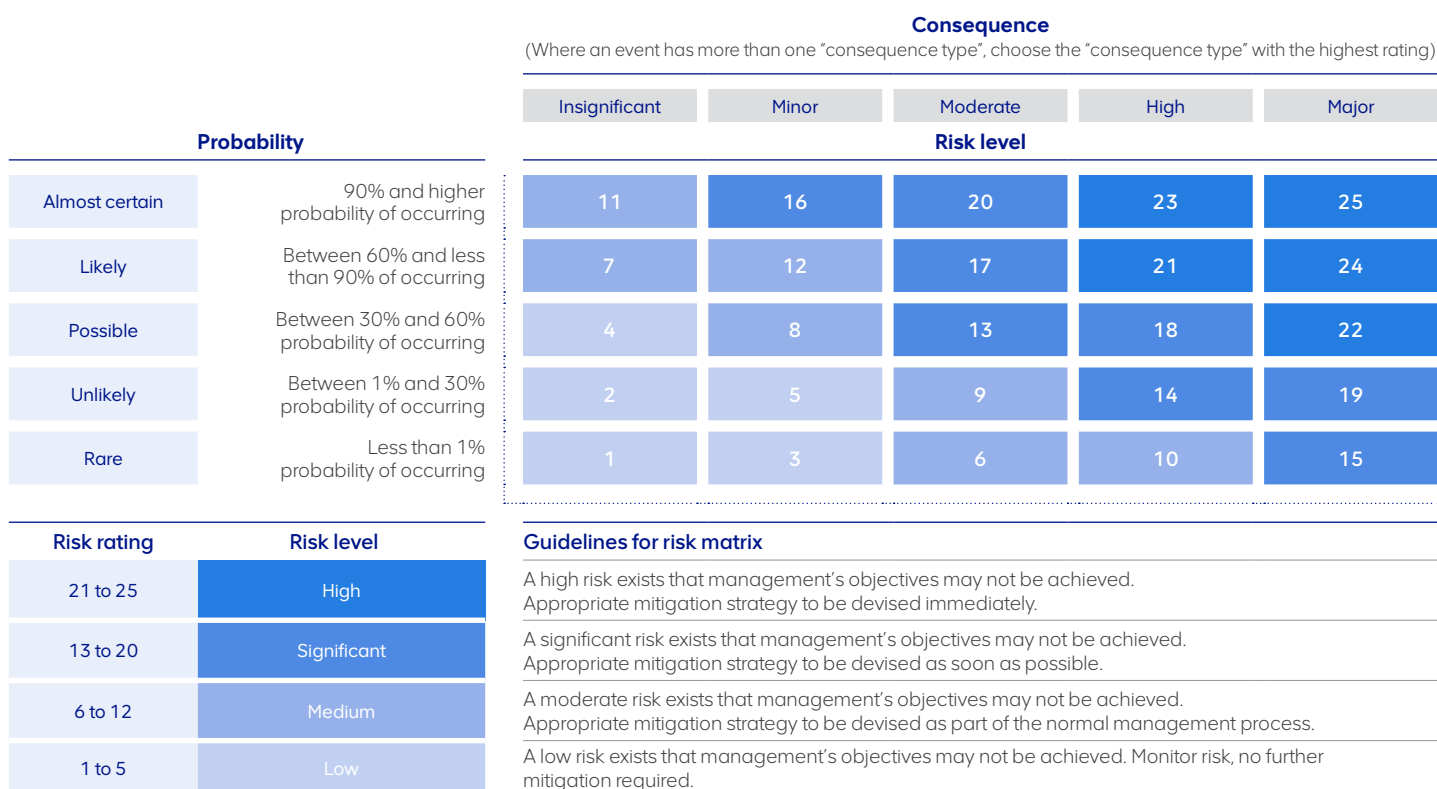 Consequence
(Where an event has more than one “consequence type”, choose the “consequence type” with the highest rating)
Insignificant Minor Moderate High Major
Probability Risk level
Almost certain 90% and higher probability of occurring 11 16 20 23 25
Likely Between 60% and less than 90% of occurring 7 12 17 21 24
Possible Between 30% and 60% probability of occurring 4 8 13 18 22
Unlikely Between 1% and 30% probability of occurring 2 5 9 14 19
Rare Less than 1% probability of occurring 1 3 6 10 15
Risk rating Risk level Guidelines for risk matrix
21 to 25 High
A high risk exists that management’s objectives may not be achieved.
Appropriate mitigation strategy to be devised immediately.
13 to 20 Significant
A significant risk exists that management’s objectives may not be achieved.
Appropriate mitigation strategy to be devised as soon as possible.
6 to 12 Medium
A moderate risk exists that management’s objectives may not be achieved.
Appropriate mitigation strategy to be devised as part of the normal management process.
1 to 5 Low
A low risk exists that management’s objectives may not be achieved. Monitor risk, no further
mitigation required.